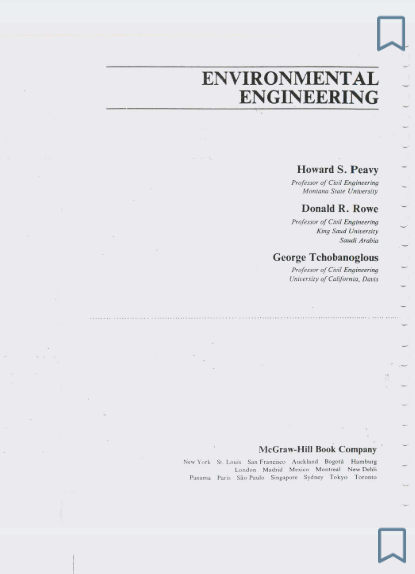 ENVIRONMENTAL
ENGINEERING
Howard S. Peavy
Professor of Civil Engineering
Montana State University
Donald R. Rowe
Professor of Civil Engineering
King Saud University
Saudi Arabia
George Tchobanoglous
Professor of Civil Engineering
University of California, Davis
McGraw-Hill Book Company
New York St. Louis San Francisco Auckland Bogotá Hamburg
London Madrid Mexico Montreal New Delhi
Panama Paris São Paulo Singapore Sydney Tokyo Toronto